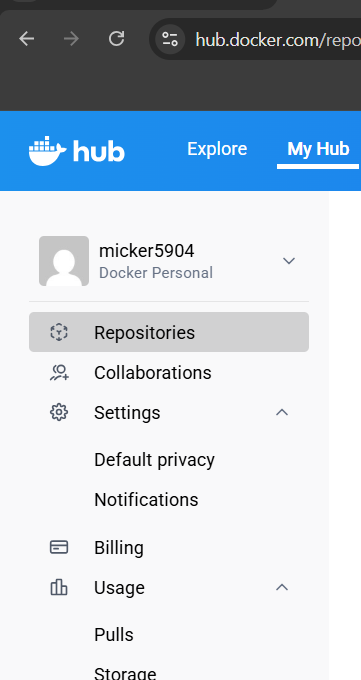 hub.docker.com/repo
hub
Explore
My Hub
micker5904
Docker Personal
Repositories
Collaborations
Settings
Default privacy
Notifications
Billing
Usage
Pulls
Storage